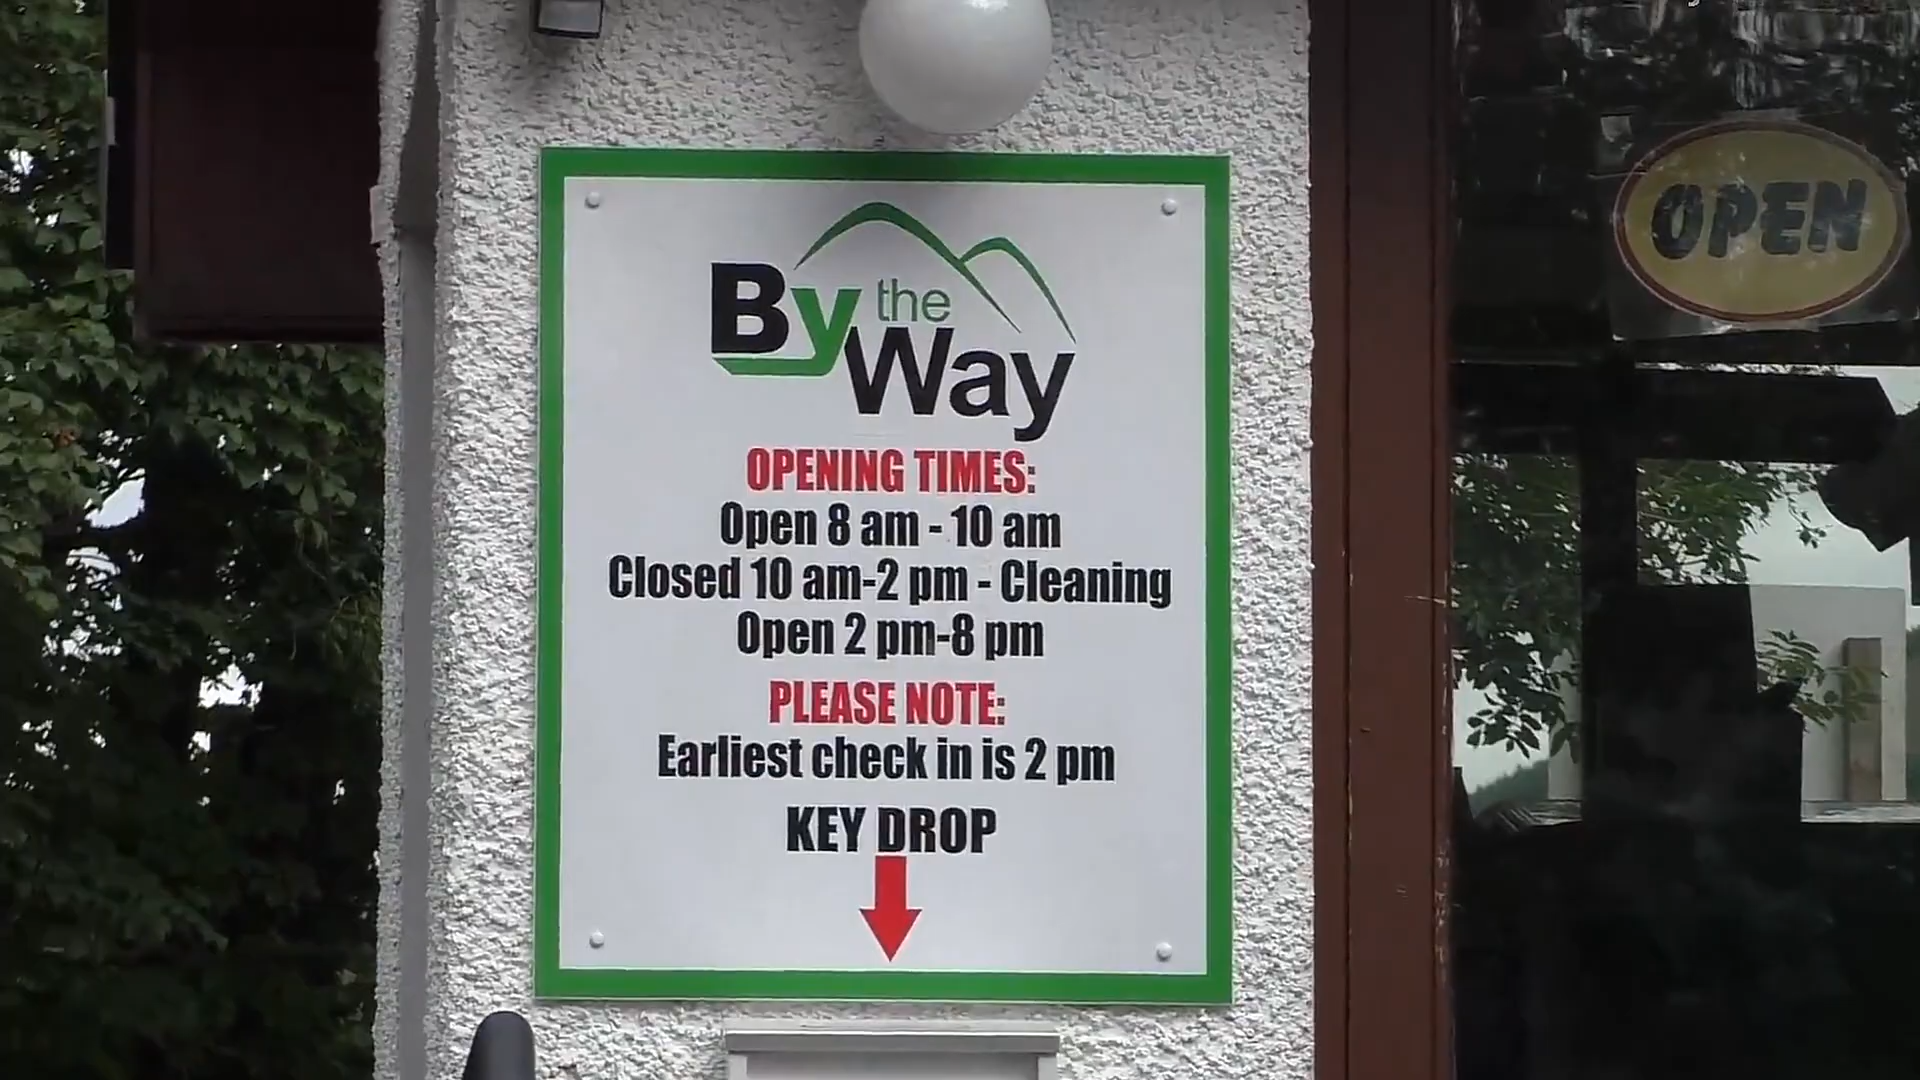 By the Way
OPENING TIMES:
Open 8 am - 10 am
Closed 10 am-2 pm - Cleaning
Open 2 pm-8 pm
PLEASE NOTE:
Earliest check in is 2 pm
KEY DROP
OPEN